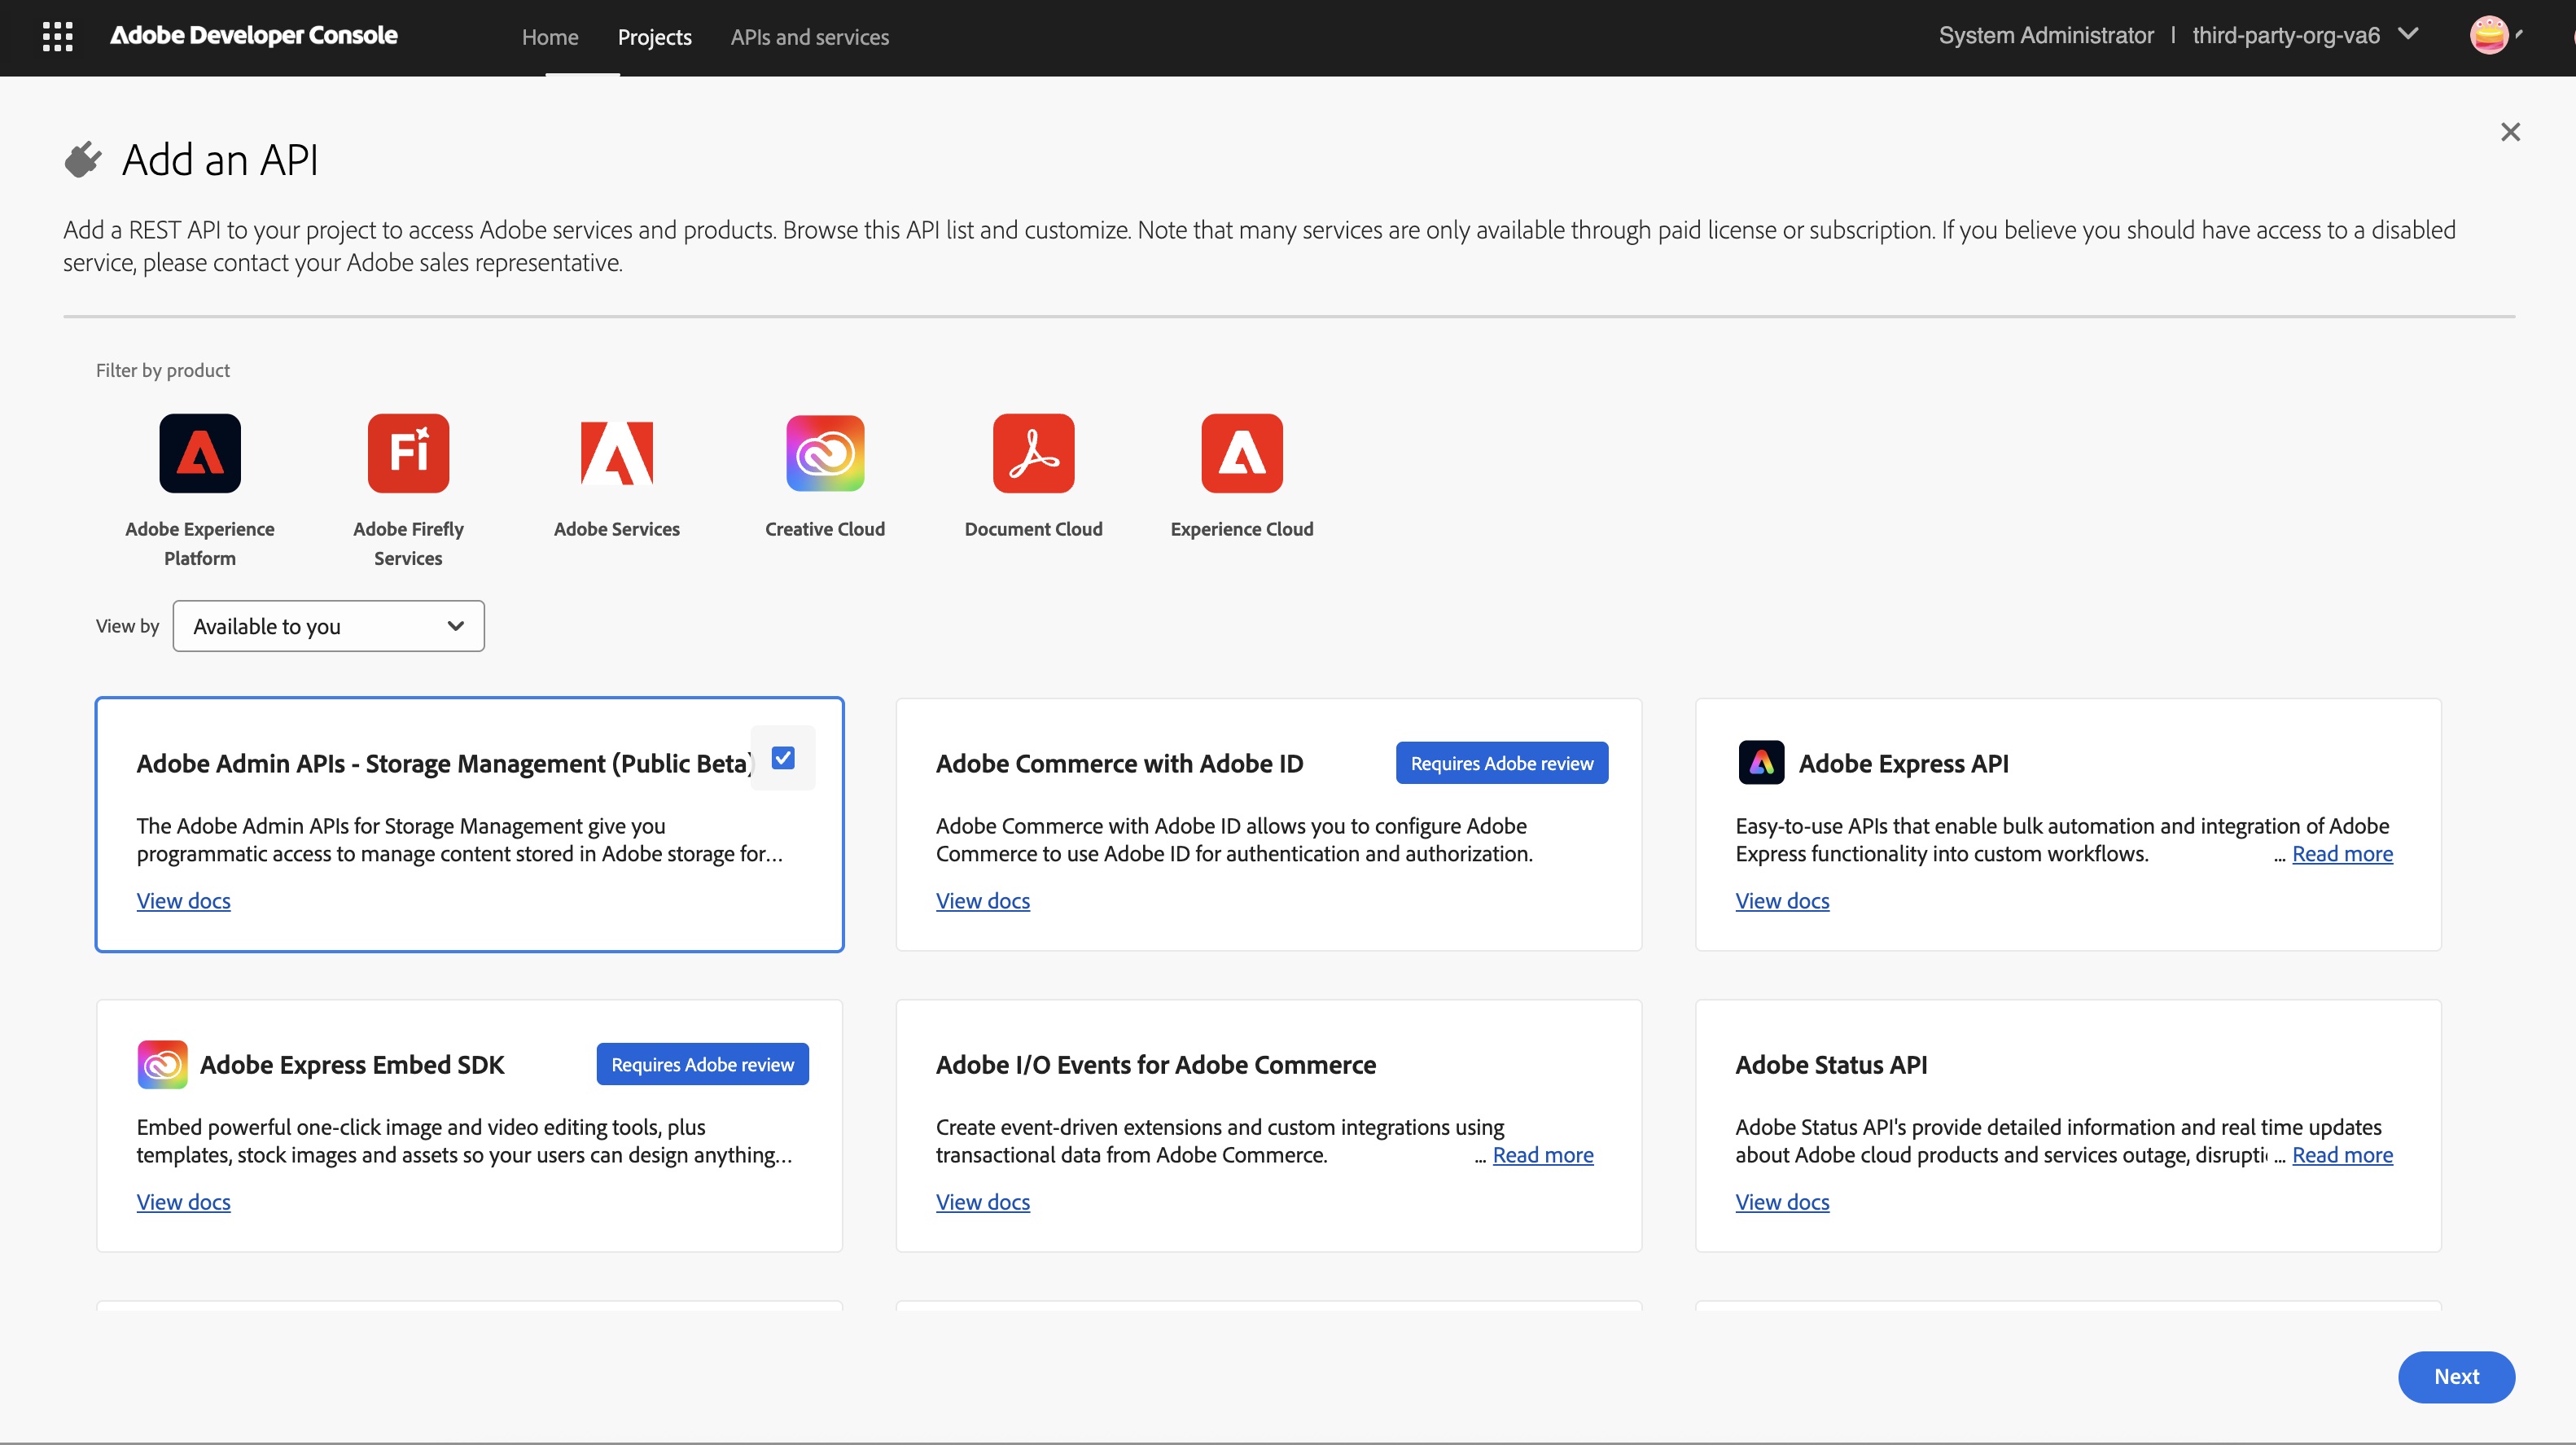 Adobe Developer Console
Home
Projects
APIs and services
System Administrator | third-party-org-va6
Add an API
Add a REST API to your project to access Adobe services and products. Browse this API list and customize. Note that many services are only available through paid license or subscription. If you believe you should have access to a disabled
service, please contact your Adobe sales representative.
Filter by product
Fi
Adobe Experience
Platform
Adobe Firefly
Services
Adobe Services
Creative Cloud
Document Cloud
Experience Cloud
View by
Available to you
Adobe Admin APIs - Storage Management (Public Beta)
The Adobe Admin APIs for Storage Management give you
programmatic access to manage content stored in Adobe storage for...
View docs
Adobe Commerce with Adobe ID
Requires Adobe review
Adobe Commerce with Adobe ID allows you to configure Adobe
Commerce to use Adobe ID for authentication and authorization.
View docs
Adobe Express API
Easy-to-use APIs that enable bulk automation and integration of Adobe
Express functionality into custom workflows. ... Read more
View docs
Adobe Express Embed SDK
Requires Adobe review
Embed powerful one-click image and video editing tools, plus
templates, stock images and assets so your users can design anything...
View docs
Adobe I/O Events for Adobe Commerce
Create event-driven extensions and custom integrations using
transactional data from Adobe Commerce. ... Read more
View docs
Adobe Status API
Adobe Status API's provide detailed information and real time updates
about Adobe cloud products and services outage, disrupti ... Read more
View docs
Next